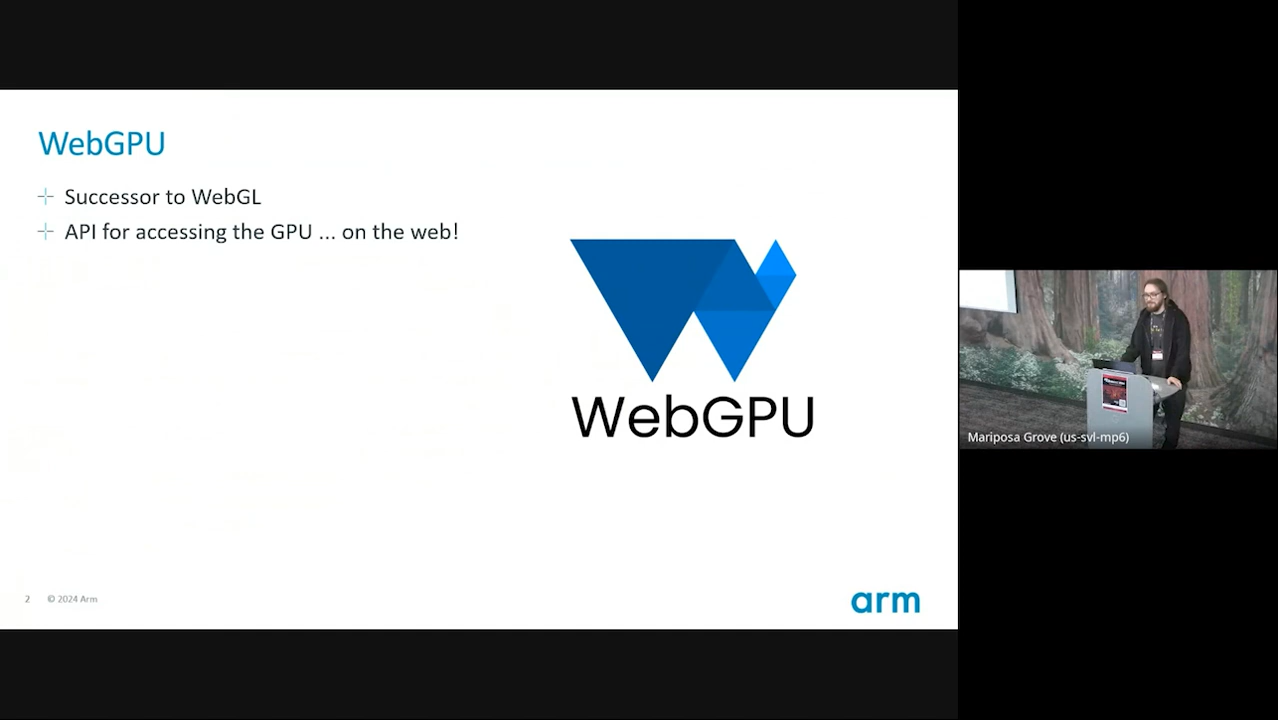 WebGPU
Successor to WebGL
API for accessing the GPU ... on the web!
WebGPU
2 © 2024 Arm
arm
Mariposa Grove (us-svl-mp6)